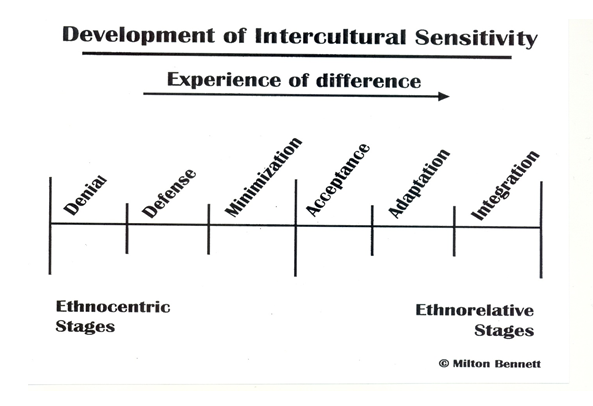 Development of Intercultural Sensitivity
Experience of difference
Denial
Defense
Minimization
Acceptance
Adaptation
Integration
Ethnocentric
Stages
Ethnorelative
Stages
© Milton Bennett